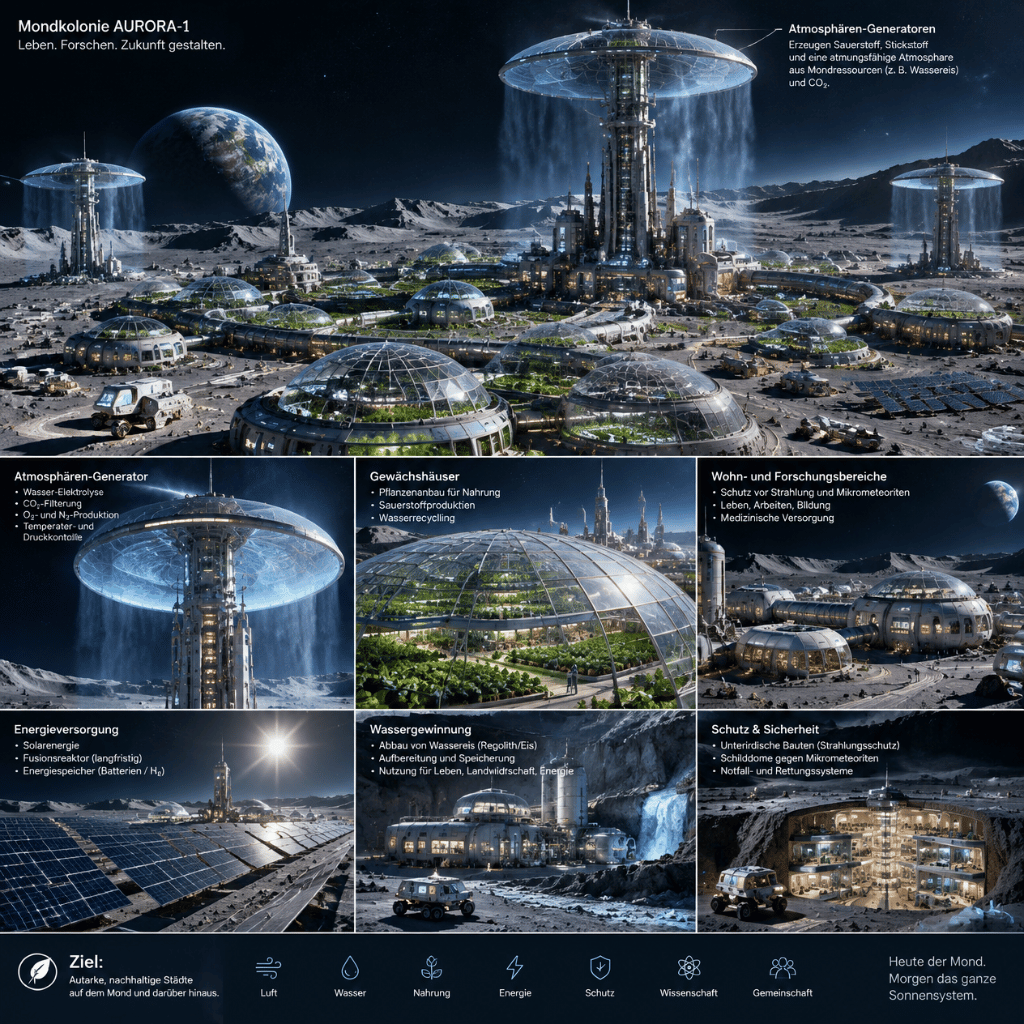 Mondkolonie AURORA-1
Leben. Forschen. Zukunft gestalten.
Atmosphären-Generatoren
Erzeugen Sauerstoff, Stickstoff
und eine atmungsfähige Atmosphare
aus Mondressourcen (z. B. Wassereis)
und CO₂.
Atmosphären-Generator
• Wasser-Elektrolyse
• CO₂-Filterung
• O₂- und N₂-Produktion
• Temperater- und
Druckkontolle
Gewächshäuser
• Pflanzenanbau für Nahrung
• Sauerstoffproduktien
• Wasserrecycling
Wohn- und Forschungsbereiche
• Schutz vor Strahlung und Mikrometeoriten
• Leben, Arbeiten, Bildung
• Medizinische Versorgung
Energieversorgung
• Solarenergie
• Fusionsreaktor (langfristig)
• Energiespeicher (Batterien / H₂)
Wassergewinnung
• Abbau von Wassereis (Regolith/Eis)
• Aufbereitung und Speicherung
• Nutzung für Leben, Landwirdschaft, Energie
Schutz & Sicherheit
• Unterirdische Bauten (Strahlungsschutz)
• Schilddome gegen Mikrometeoriten
• Notfall- und Rettungssysteme
Ziel:
Autarke, nachhaltige Städte
auf dem Mond und darüber hinaus.
Luft
Wasser
Nahrung
Energie
Schutz
Wissenschaft
Gemeinschaft
Heute der Mond.
Morgen das ganze
Sonnensystem.